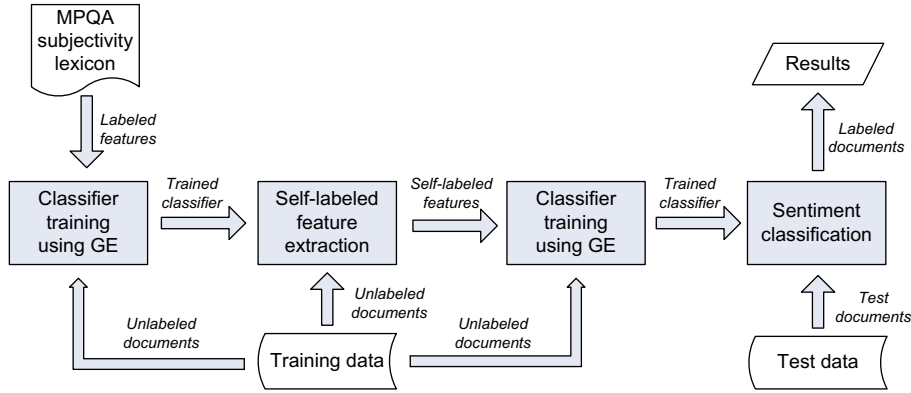 MPQA
subjectivity
lexicon
Labeled
features
Classifier
training
using GE
Trained
classifier
Self-labeled
feature
extraction
Self-labeled
features
Classifier
training
using GE
Trained
classifier
Sentiment
classification
Results
Labeled
documents
Unlabeled
documents
Unlabeled
documents
Unlabeled
documents
Training data
Test
documents
Test data